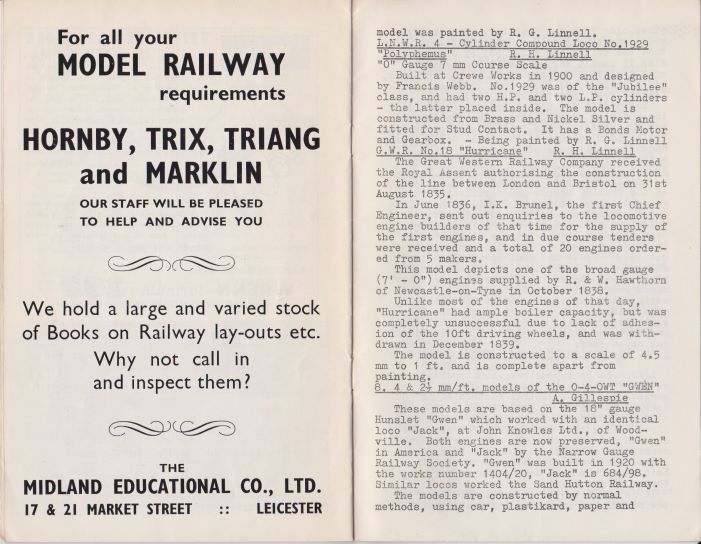 For all your
MODEL RAILWAY
requirements
HORNBY, TRIX, TRIANG
and MARKLIN
OUR STAFF WILL BE PLEASED
TO HELP AND ADVISE YOU
We hold a large and varied stock
of Books on Railway lay-outs etc.
Why not call in
and inspect them?
THE
MIDLAND EDUCATIONAL CO., LTD.
17 & 21 MARKET STREET :: LEICESTER
model was painted by R. G. Linnell.
L.N.W.R. 4 - Cylinder Compound Loco No.1929
"Polyphemus" R. H. Linnell
"O" Gauge 7 mm Course Scale
Built at Crewe Works in 1900 and designed
by Francis Webb. No.1929 was of the "Jubilee"
class, and had two H.P. and two L.P. cylinders
- the latter placed inside. The model is
constructed from Brass and Nickel Silver and
fitted for Stud Contact. It has a Bonds Motor
and Gearbox. - Being painted by R. G. Linnell
G.W.R. No.18 "Hurricane" R. H. Linnell
The Great Western Railway Company received
the Royal Assent authorising the construction
of the line between London and Bristol on 31st
August 1835.
In June 1836, I.K. Brunel, the first Chief
Engineer, sent out enquiries to the locomotive
engine builders of that time for the supply of
the first engines, and in due course tenders
were received and a total of 20 engines order-
ed from 5 makers.
This model depicts one of the broad gauge
(7' - 0") engines supplied by R. & W. Hawthorn
of Newcastle-on-Tyne in October 1838.
Unlike most of the engines of that day,
"Hurricane" had ample boiler capacity, but was
completely unsuccessful due to lack of adhes-
ion of the 10ft driving wheels, and was with-
drawn in December 1839.
The model is constructed to a scale of 4.5
mm to 1 ft. and is complete apart from
painting.
8. 4 & 2½ mm/ft. models of the 0-4-OWT "GWEN"
A. Gillespie
These models are based on the 18" gauge
Hunslet "Gwen" which worked with an identical
loco "Jack", at John Knowles Ltd., of Wood-
ville. Both engines are now preserved, "Gwen"
in America and "Jack" by the Narrow Gauge
Railway Society. "Gwen" was built in 1920 with
the works number 1404/20, "Jack" is 684/98.
Similar locos worked the Sand Hutton Railway.
The models are constructed by normal
methods, using car, plastikard, paper and